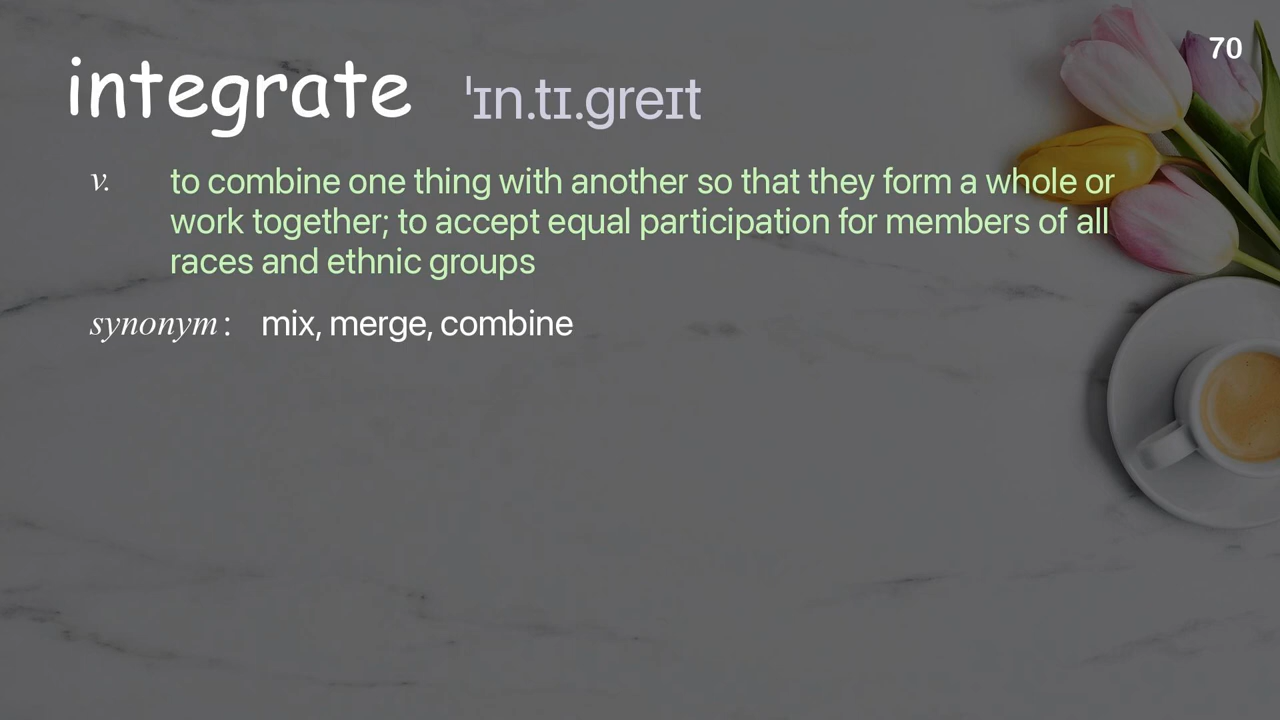 70
integrate ˈɪn.tɪ.greɪt
v. to combine one thing with another so that they form a whole or
work together; to accept equal participation for members of all
races and ethnic groups
synonym: mix, merge, combine